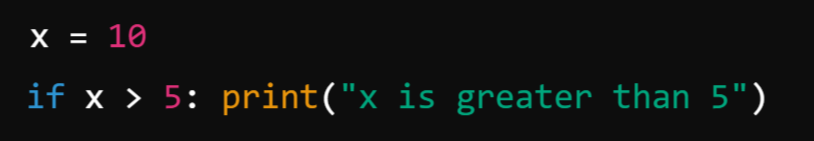 x = 10
if x > 5: print("x is greater than 5")